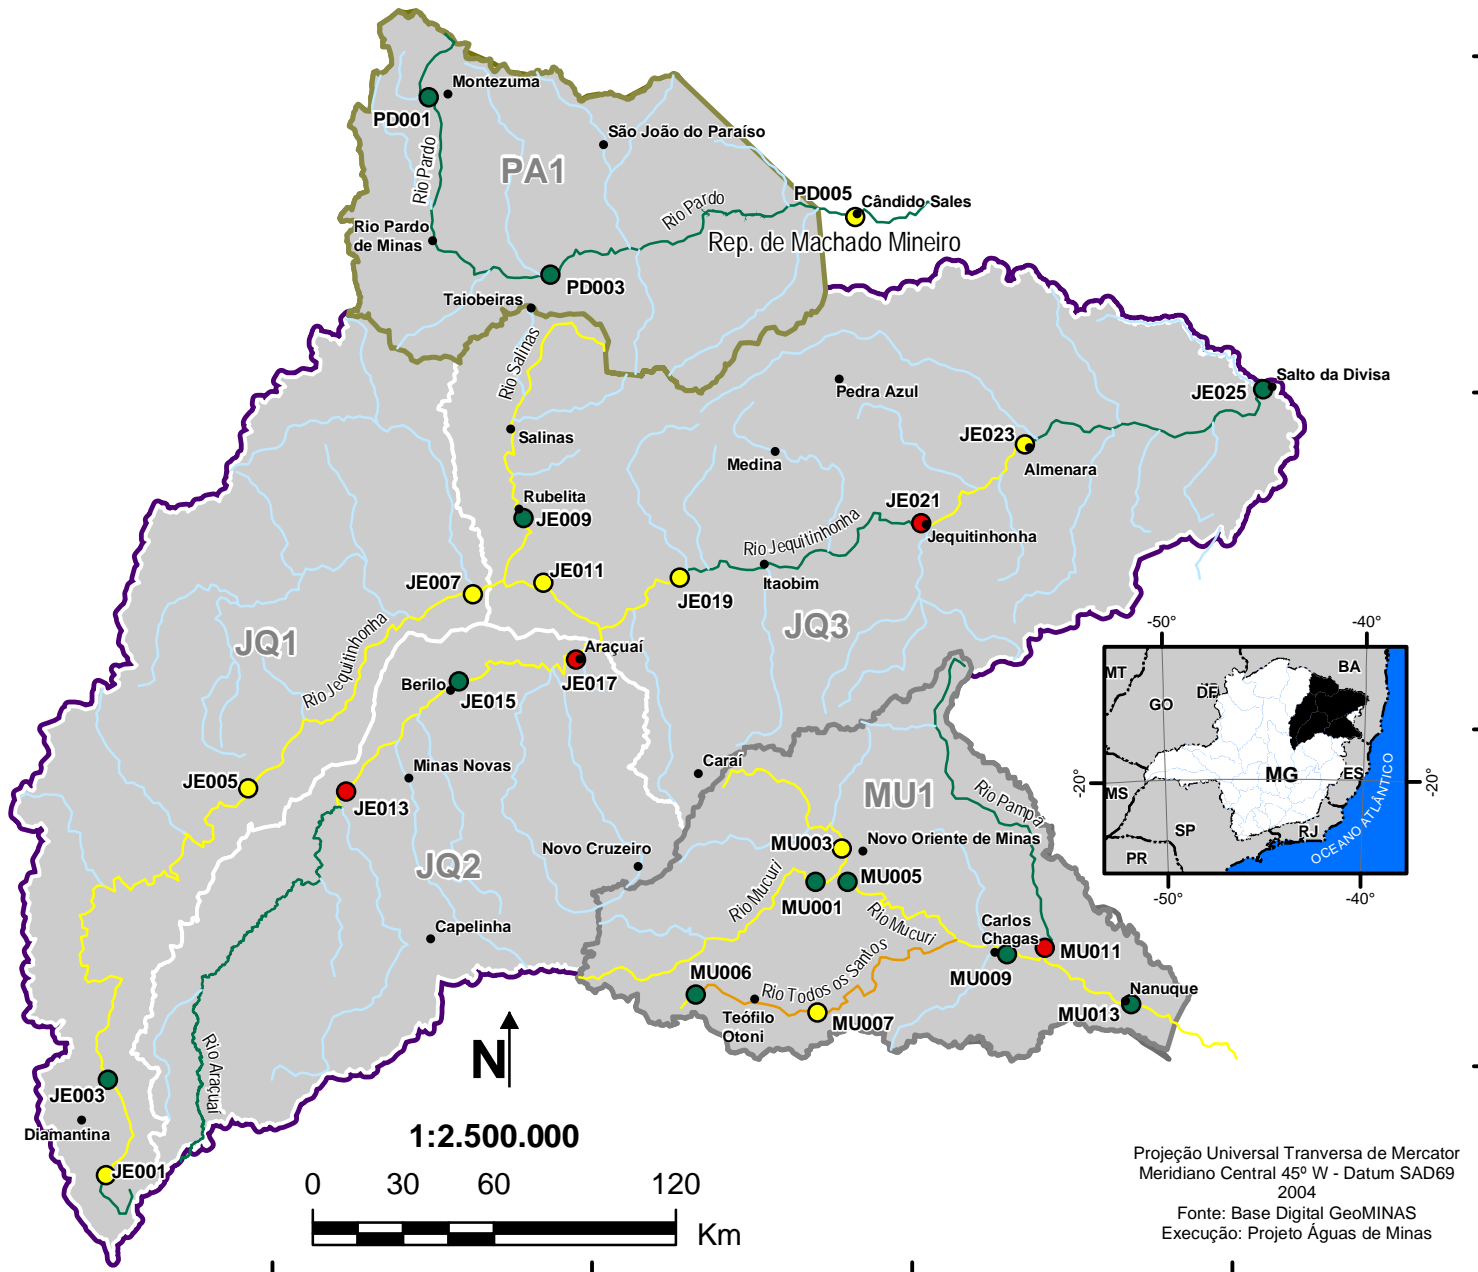 Montezuma
PD001
São João do Paraíso
PA1
Rio Pardo
PD005
Cândido Sales
Rio Pardo
Rio Pardo
de Minas
Rep. de Machado Mineiro
PD003
Taiobeiras
Rio Salinas
Salto da Divisa
JE025
Pedra Azul
Salinas
JE023
Almenara
Medina
Rubelita
JE009
JE021
Jequitinhonha
Rio Jequitinhonha
Itaobim
JE007
JE011
JE019
JQ1
JQ3
Araçuaí
JE017
Rio Jequitinhonha
Berilo
JE015
-50°
-40°
MT
BA
GO
DF
MG
ES
MS
SP
RJ
PR
OCEANO ATLÂNTICO
-20°
-20°
-50°
-40°
Caraí
Minas Novas
JE005
JE013
MU1
Rio Pampã
MU003
Novo Oriente de Minas
Novo Cruzeiro
JQ2
MU005
MU001
Rio Mucuri
Rio Mucuri
Carlos
Chagas
Capelinha
MU011
MU009
MU006
Rio Todos os Santos
Teófilo
Otoni
MU007
Nanuque
MU013
Rio Araçuaí
JE003
Diamantina
JE001
N
1:2.500.000
0 30 60 120
Km
Projeção Universal Tranversa de Mercator
Meridiano Central 45º W - Datum SAD69
2004
Fonte: Base Digital GeoMINAS
Execução: Projeto Águas de Minas